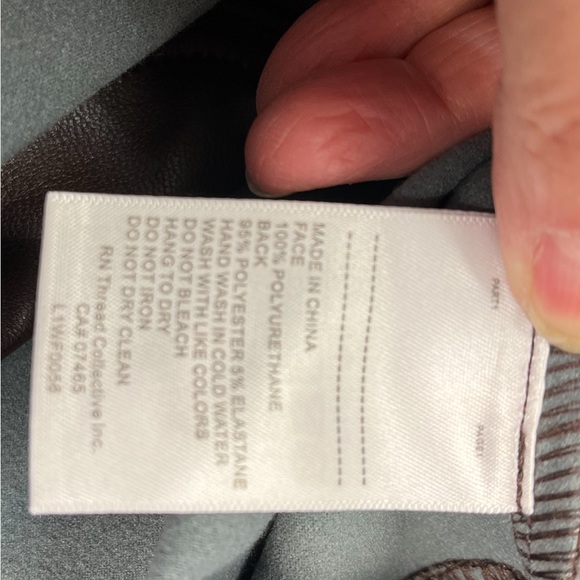 PART1
PAGE1
MADE IN CHINA
FACE
100% POLYURETHANE
BACK
95% POLYESTER 5% ELASTANE
HAND WASH IN COLD WATER
WASH WITH LIKE COLORS
DO NOT BLEACH
HANG TO DRY
DO NOT IRON
DO NOT DRY CLEAN
RN Thread Collective Inc.
CA# 07465
L1WF0058